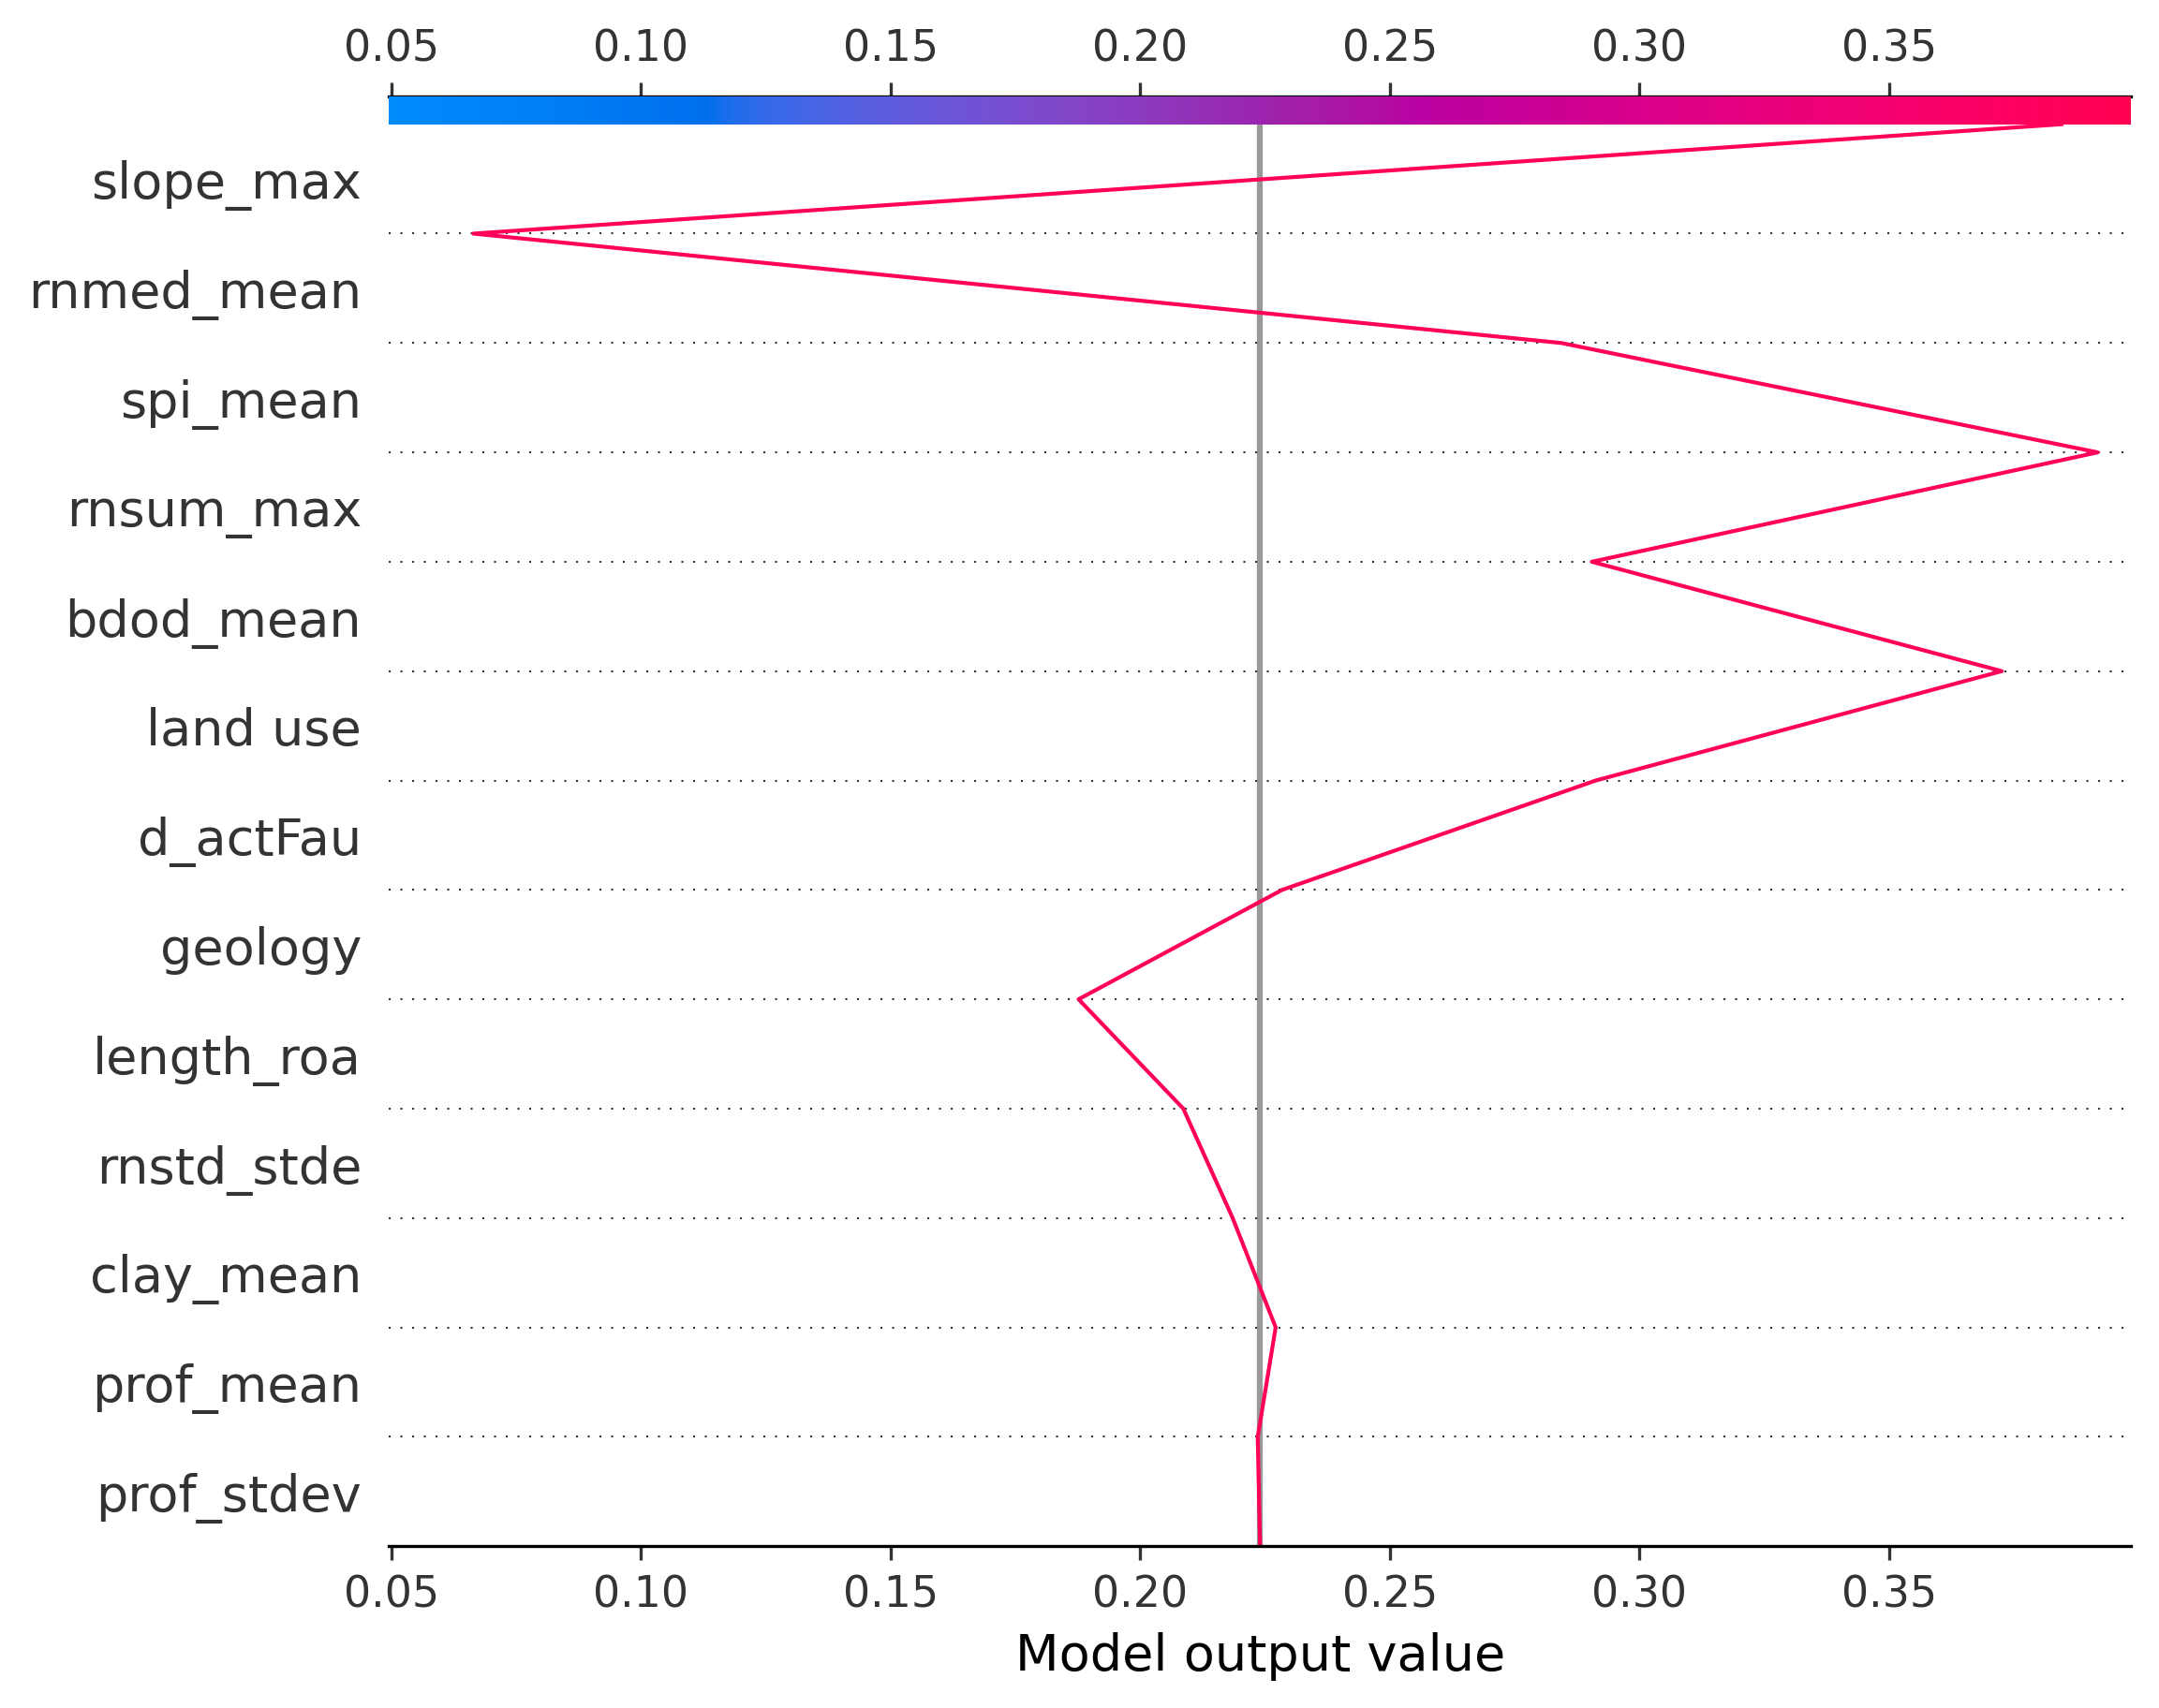 0.05 0.10 0.15 0.20 0.25 0.30 0.35
slope_max
rnmed_mean
spi_mean
rnsum_max
bdod_mean
land use
d_actFau
geology
length_roa
rnstd_stde
clay_mean
prof_mean
prof_stdev
0.05 0.10 0.15 0.20 0.25 0.30 0.35
Model output value